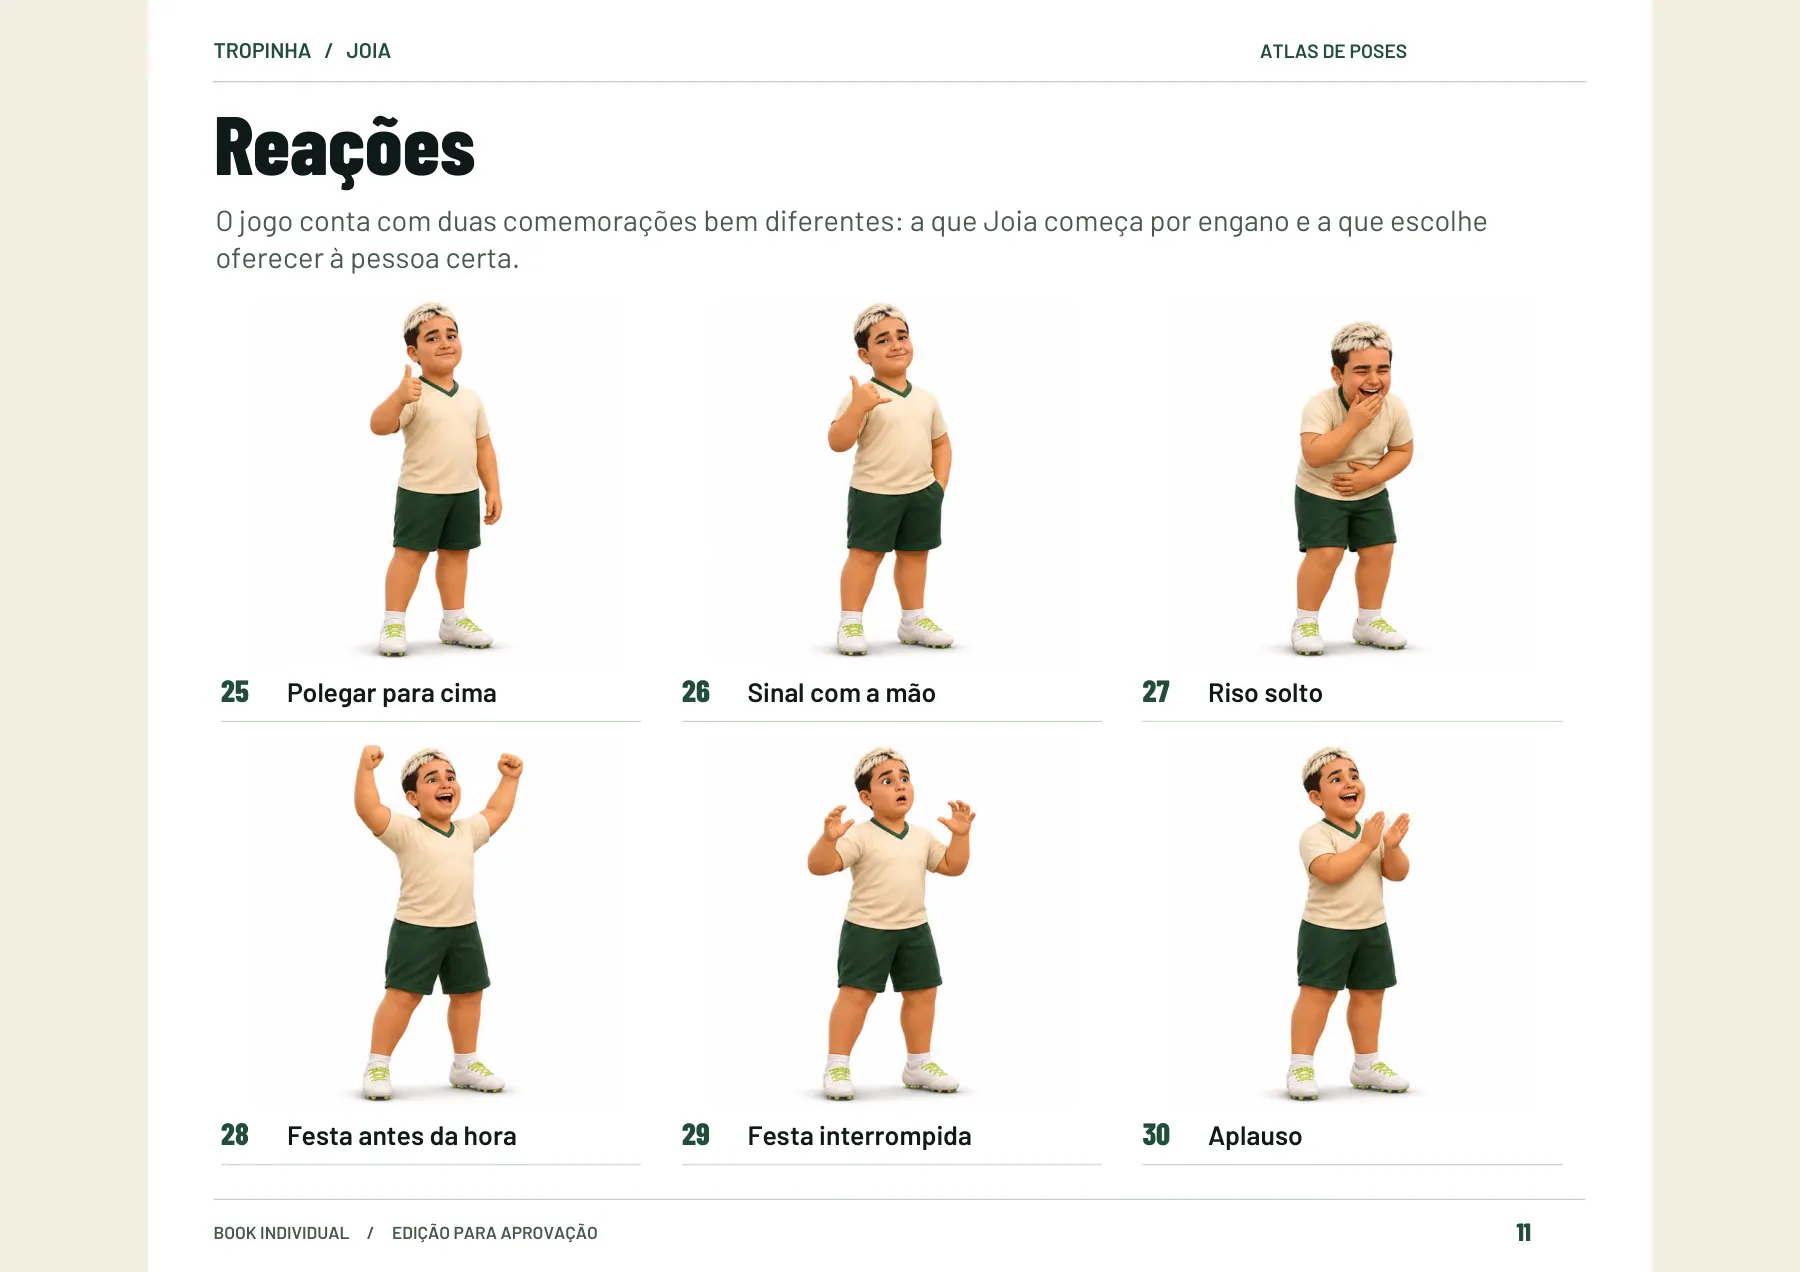 TROPINHA / JOIA
ATLAS DE POSES
Reações
O jogo conta com duas comemorações bem diferentes: a que Joia começa por engano e a que escolhe
oferecer à pessoa certa.
25 Polegar para cima
26 Sinal com a mão
27 Riso solto
28 Festa antes da hora
29 Festa interrompida
30 Aplauso
BOOK INDIVIDUAL / EDIÇÃO PARA APROVAÇÃO
11